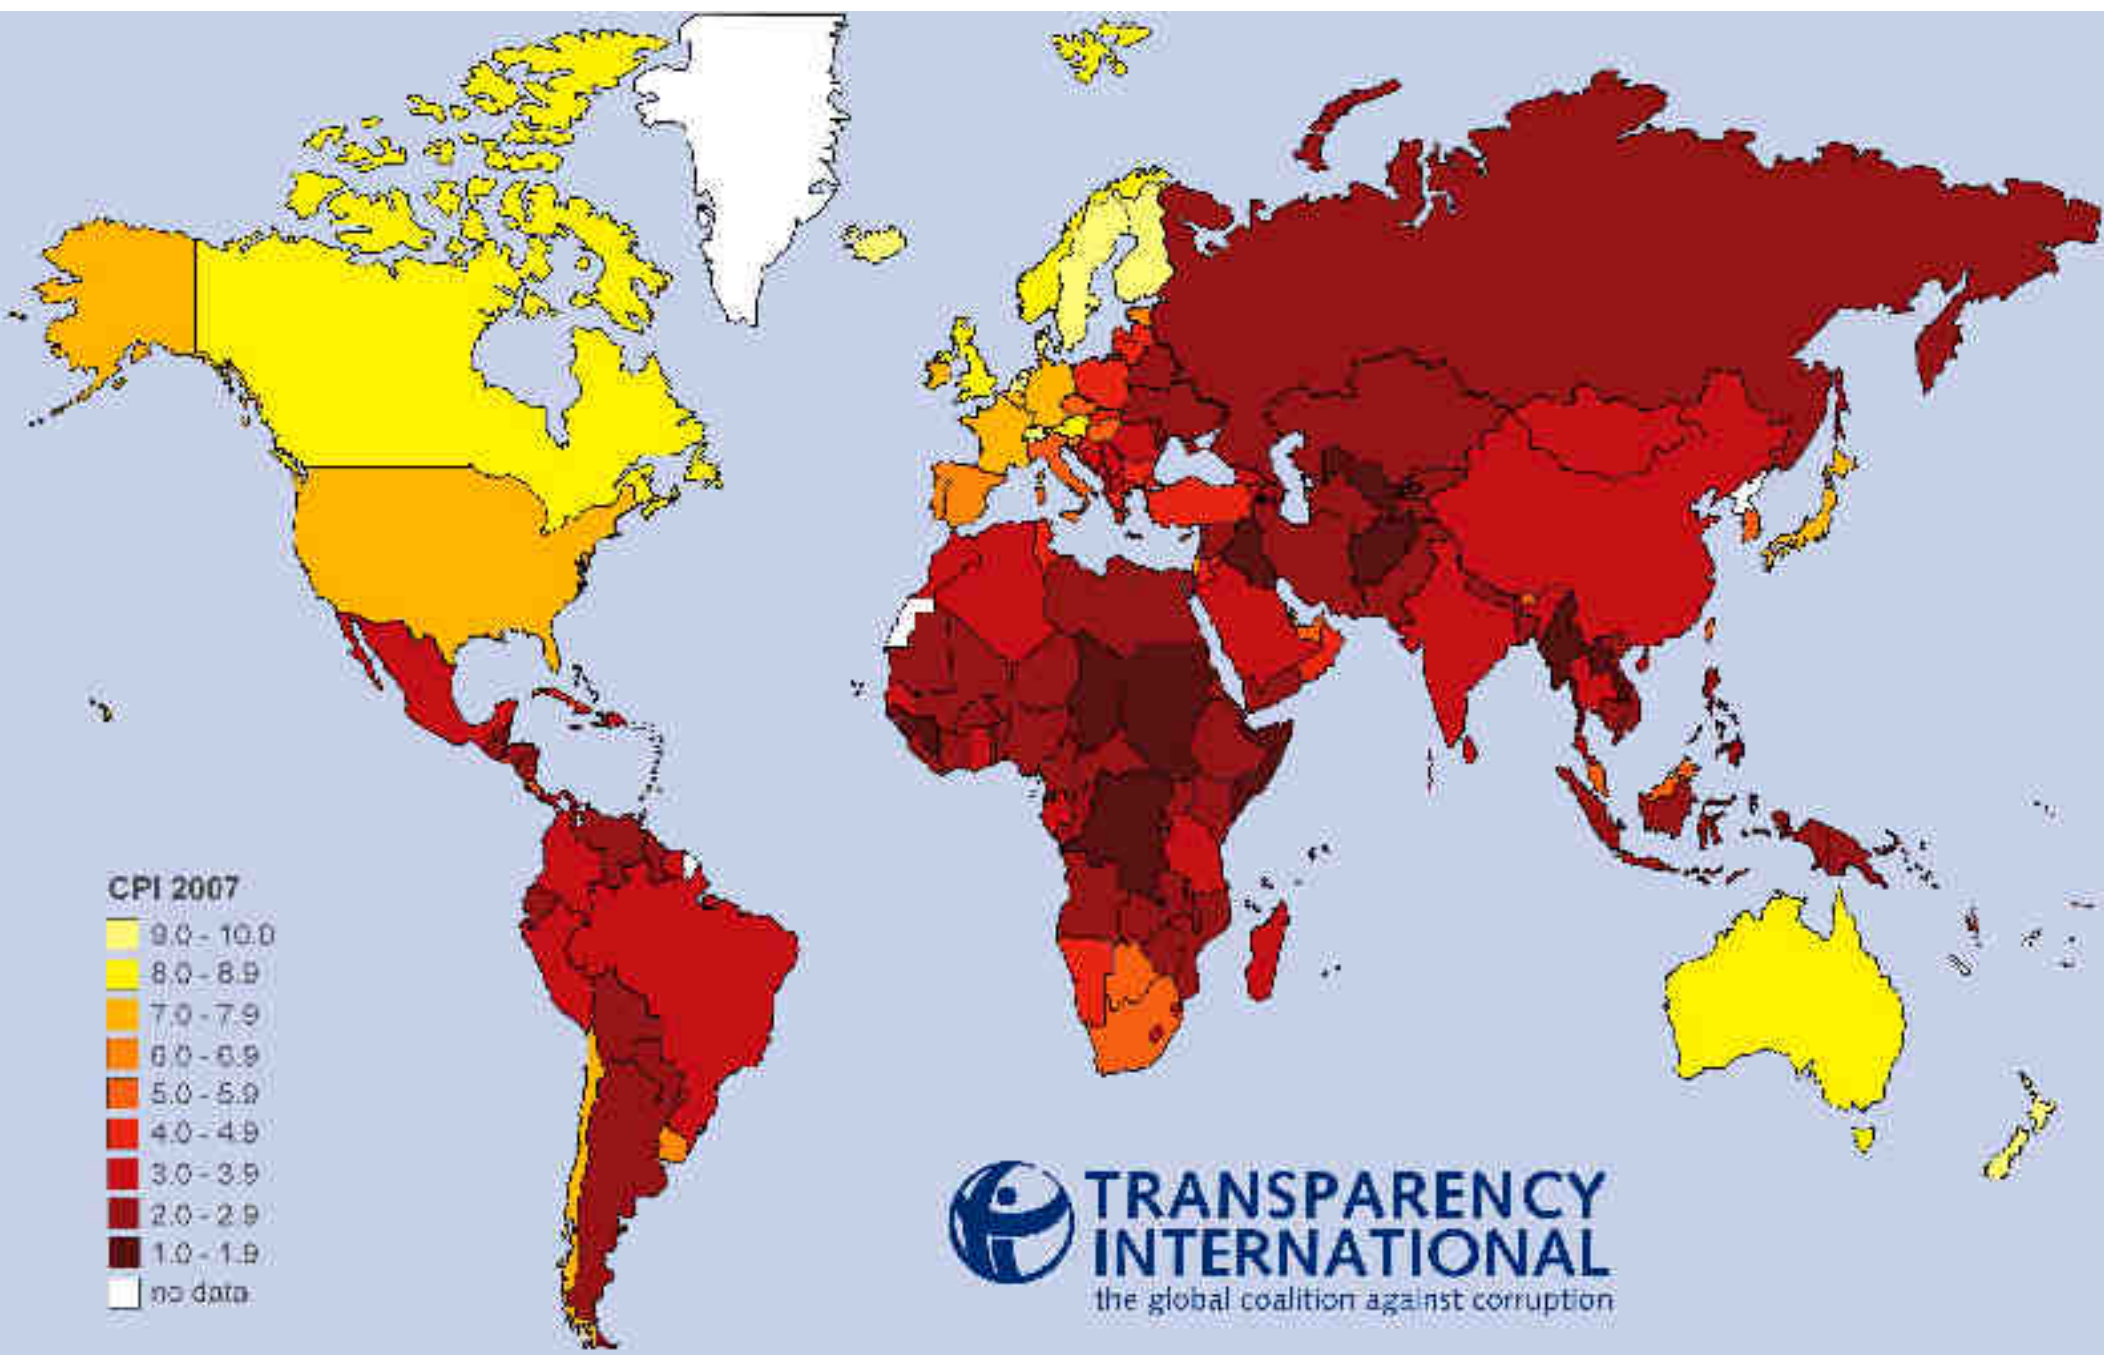 CPI 2007
9.0 - 10.0
8.0 - 8.9
7.0 - 7.9
6.0 - 6.9
5.0 - 5.9
4.0 - 4.9
3.0 - 3.9
2.0 - 2.9
1.0 - 1.9
no data
TRANSPARENCY
INTERNATIONAL
the global coalition against corruption